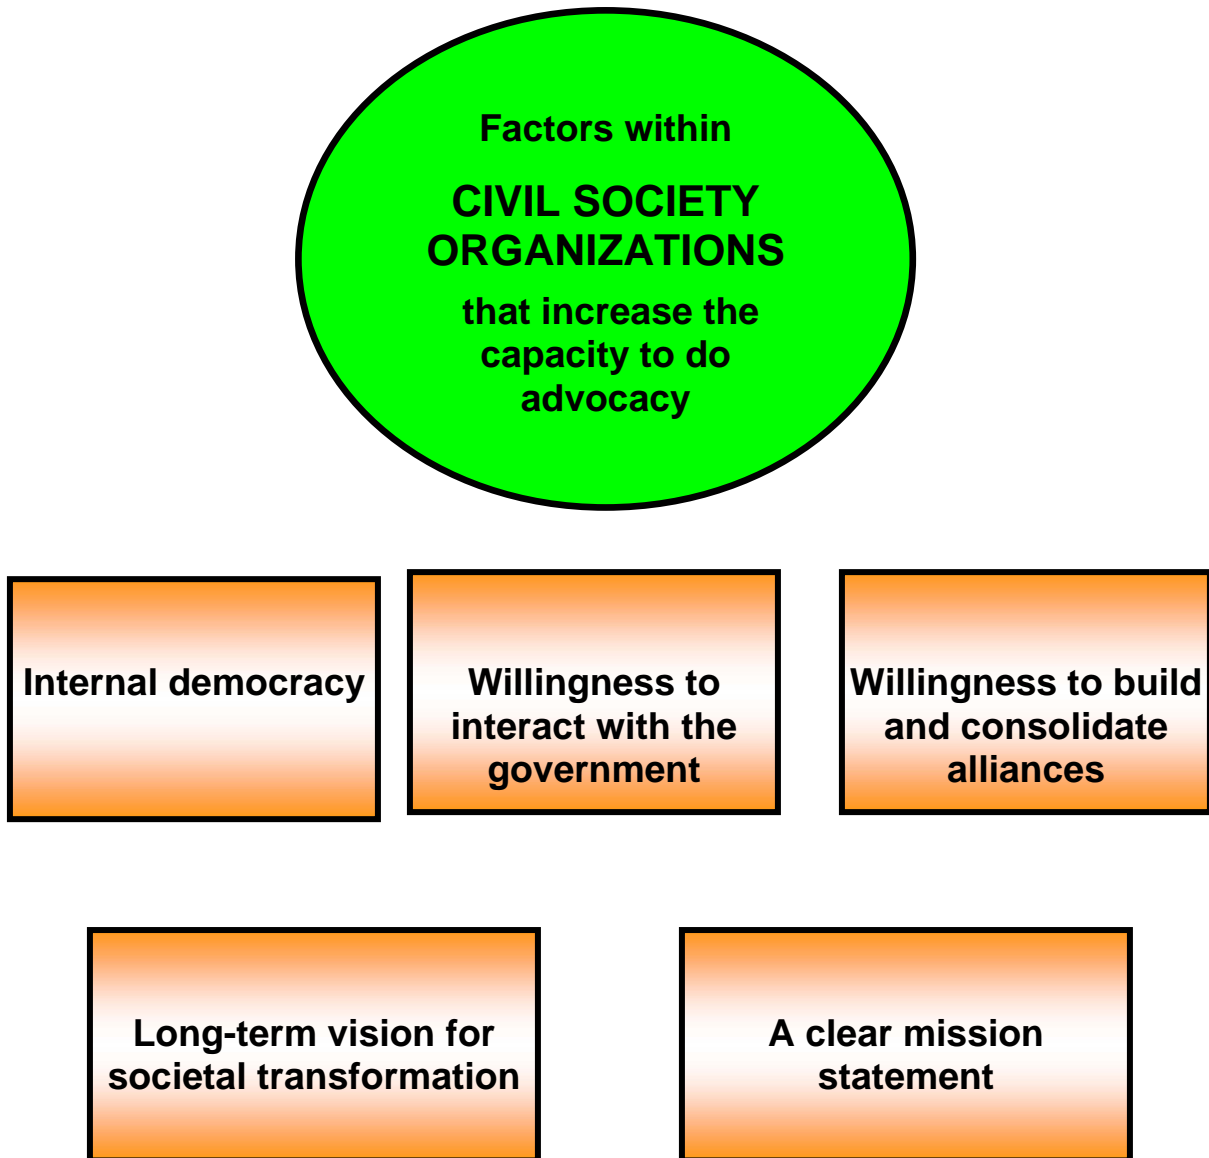 Factors within
CIVIL SOCIETY
ORGANIZATIONS
that increase the
capacity to do
advocacy
Internal democracy
Willingness to
interact with the
government
Willingness to build
and consolidate
alliances
Long-term vision for
societal transformation
A clear mission
statement